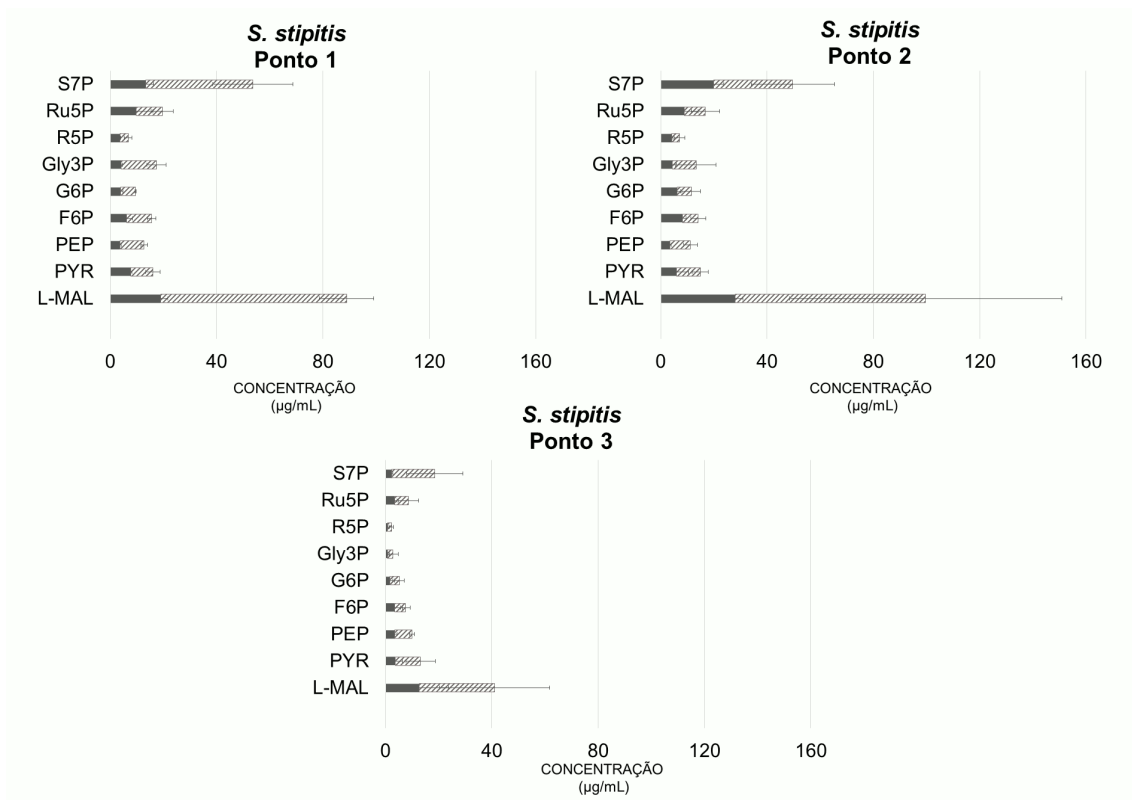 S. stipitis
Ponto 1
S7P
Ru5P
R5P
Gly3P
G6P
F6P
PEP
PYR
L-MAL
0 40 80 120 160
CONCENTRAÇÃO
(µg/mL)
S. stipitis
Ponto 2
S7P
Ru5P
R5P
Gly3P
G6P
F6P
PEP
PYR
L-MAL
0 40 80 120 160
CONCENTRAÇÃO
(µg/mL)
S. stipitis
Ponto 3
S7P
Ru5P
R5P
Gly3P
G6P
F6P
PEP
PYR
L-MAL
0 40 80 120 160
CONCENTRAÇÃO
(µg/mL)